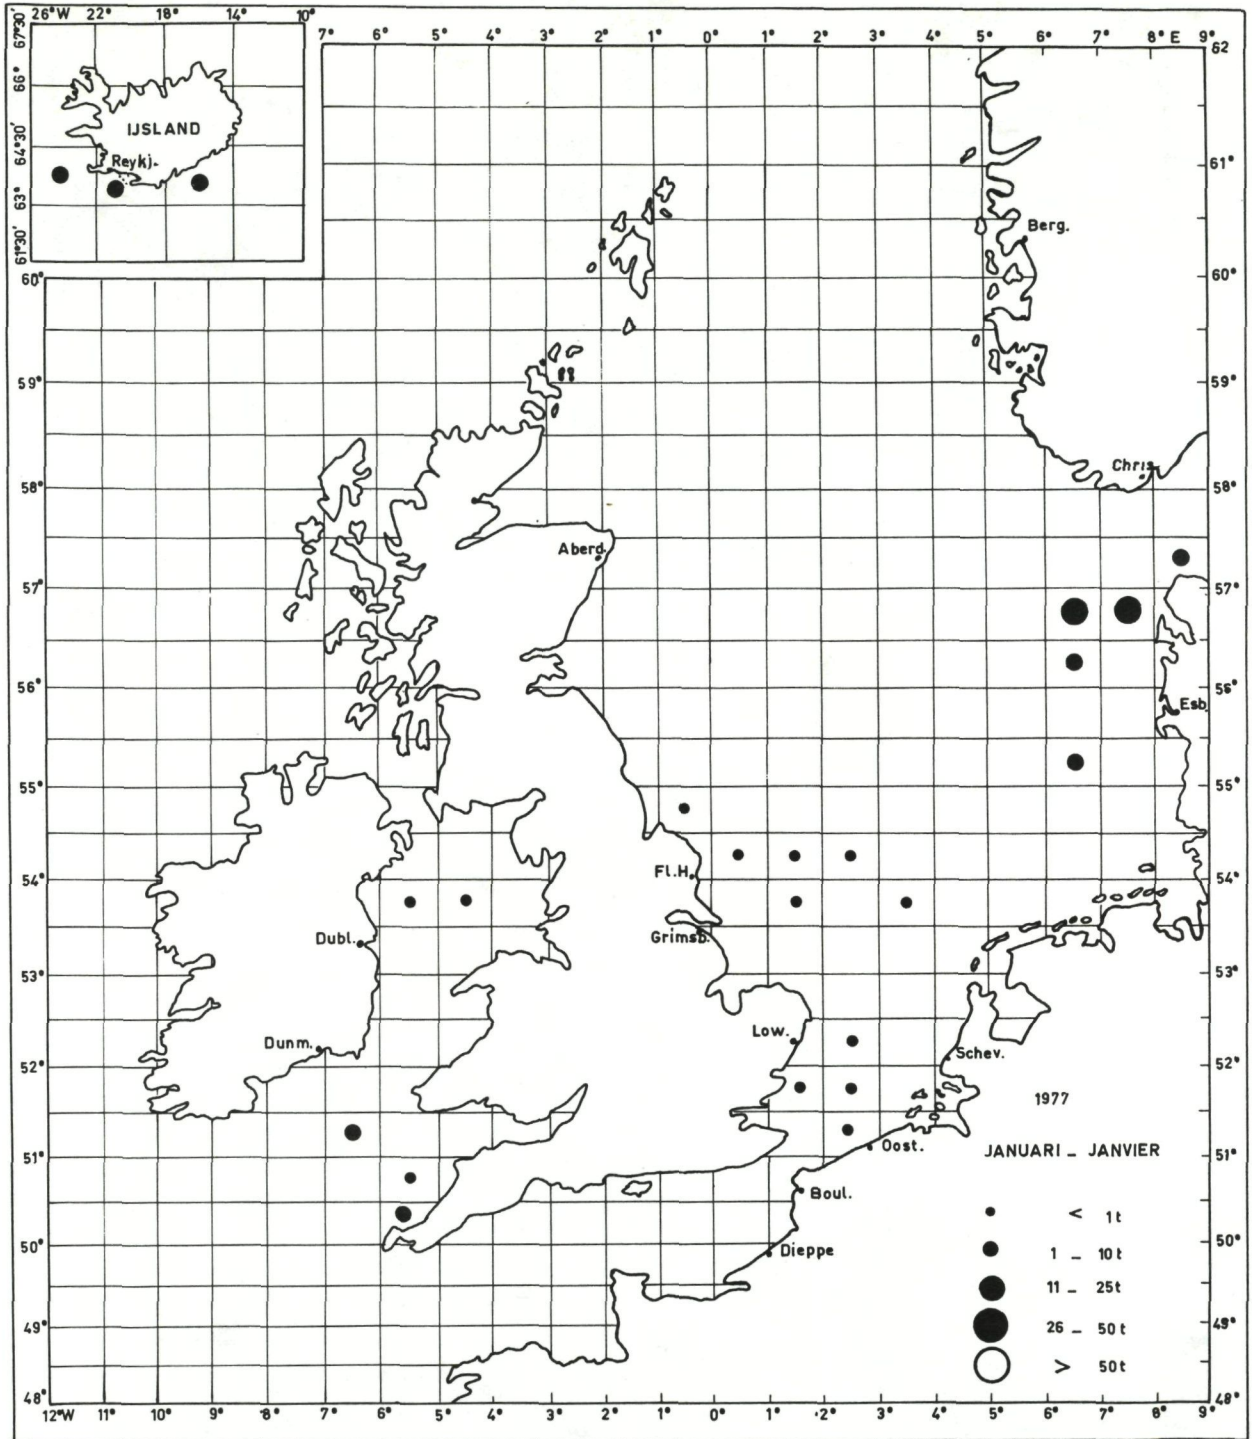 26°W 22° 18° 14° 10°
67°30' 66° 64°30 63° 61°30'
IJSLAND
Reykj.
7° 6° 5° 4° 3° 2° 1° 0° 1° 2° 3° 4° 5° 6° 7° 8° E 9°
60°
59°
58°
57°
56°
55°
54°
53°
52°
51°
50°
49°
48°
62
61°
60°
59°
58°
57°
56°
55°
54°
53°
52°
51°
50°
49°
48°
Berg.
Chris
Aberd.
Esb
Fl.H.
Dubl.
Grimsb.
Low.
Dunm.
Schev.
1977
Oost.
JANUARI _ JANVIER
Boul.
Dieppe
< 1t
1 _ 10t
11 _ 25t
26 _ 50t
> 50t
12°W 11° 10° 9° 8° 7° 6° 5° 4° 3° 2° 1° 0° 1° 2° 3° 4° 5° 6° 7° 8° 9°